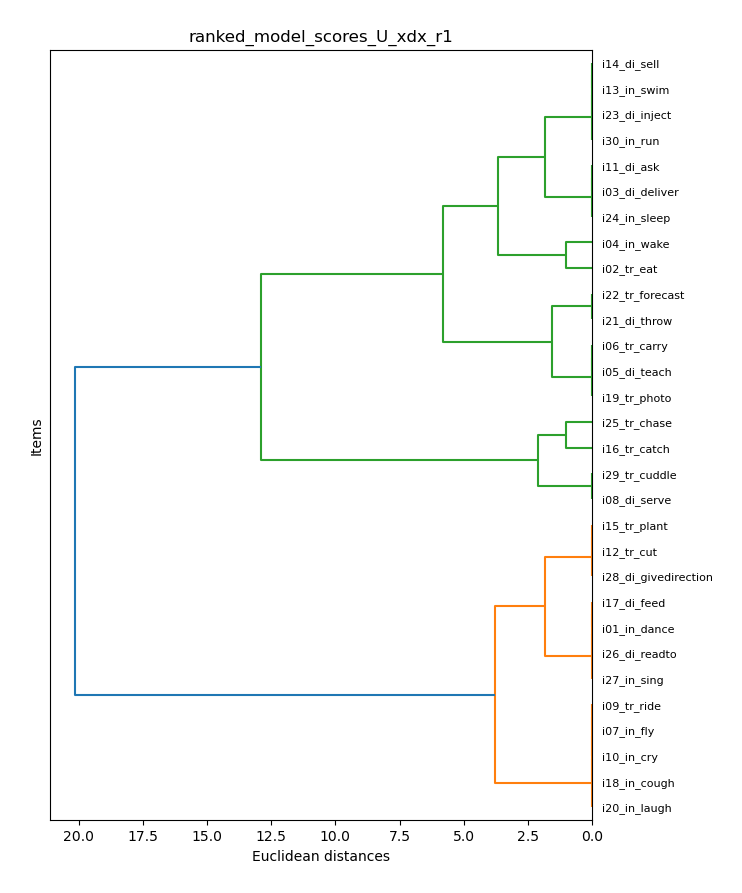 ranked_model_scores_U_xdx_r1
i14_di_sell
i13_in_swim
i23_di_inject
i30_in_run
i11_di_ask
i03_di_deliver
i24_in_sleep
i04_in_wake
i02_tr_eat
i22_tr_forecast
i21_di_throw
i06_tr_carry
i05_di_teach
i19_tr_photo
i25_tr_chase
i16_tr_catch
i29_tr_cuddle
i08_di_serve
i15_tr_plant
i12_tr_cut
i28_di_givedirection
i17_di_feed
i01_in_dance
i26_di_readto
i27_in_sing
i09_tr_ride
i07_in_fly
i10_in_cry
i18_in_cough
i20_in_laugh
Items
20.0 17.5 15.0 12.5 10.0 7.5 5.0 2.5 0.0
Euclidean distances